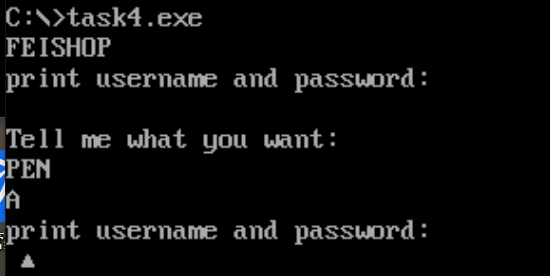 C:\>task4.exe
FEISHOP
print username and password:
Tell me what you want:
PEN
A
print username and password:
▲